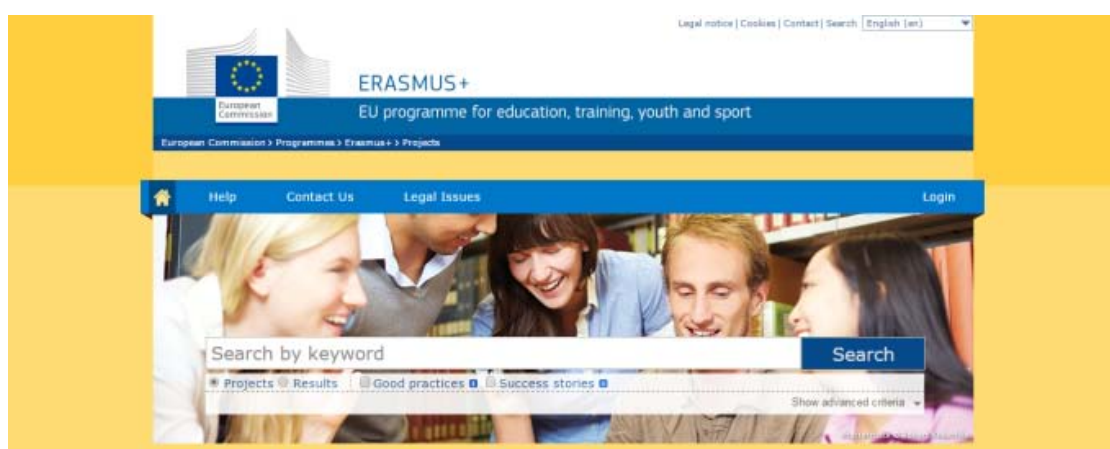 Legal notice | Cookies | Contact | Search English (en)
ERASMUS+
European
Commission
EU programme for education, training, youth and sport
European Commission > Programmes > Erasmus+ > Projects
Help Contact Us Legal Issues Login
Search by keyword Search
Projects Results Good practices Success stories
Show advanced criteria